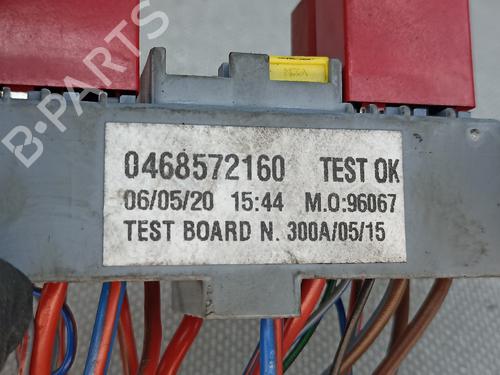 B-PARTS
0468572160 TEST OK
06/05/20 15:44 M.O:96067
TEST BOARD N. 300A/05/15